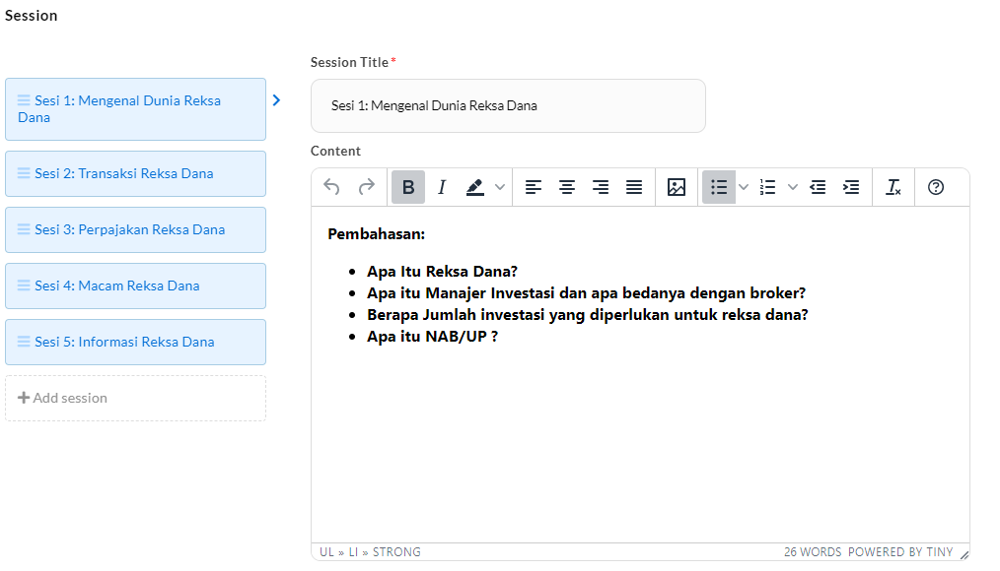 Session
Sesi 1: Mengenal Dunia Reksa
Dana
Sesi 2: Transaksi Reksa Dana
Sesi 3: Perpajakan Reksa Dana
Sesi 4: Macam Reksa Dana
Sesi 5: Informasi Reksa Dana
Add session
Session Title*
Sesi 1: Mengenal Dunia Reksa Dana
Content
B I
Pembahasan:
Apa Itu Reksa Dana?
Apa itu Manajer Investasi dan apa bedanya dengan broker?
Berapa Jumlah investasi yang diperlukan untuk reksa dana?
Apa itu NAB/UP ?
UL » LI » STRONG
26 WORDS POWERED BY TINY